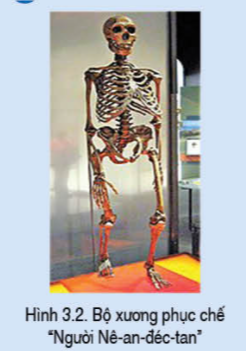 Hình 3.2. Bộ xương phục chế
“Người Nê-an-đéc-tan”